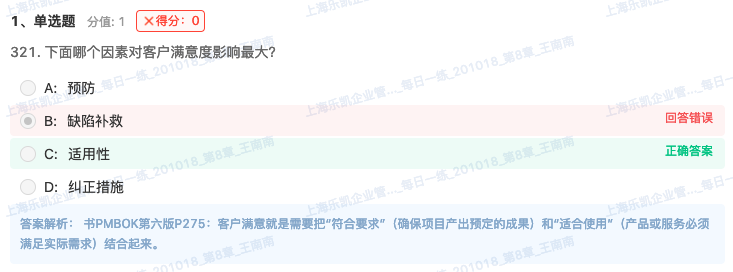 1、单选题 分值: 1 ×得分：0
321. 下面哪个因素对客户满意度影响最大?
A: 预防
B: 缺陷补救 回答错误
C: 适用性 正确答案
D: 纠正措施
答案解析： 书PMBOK第六版P275：客户满意就是需要把“符合要求”（确保项目产出预定的成果）和“适合使用”（产品或服务必须
满足实际需求）结合起来。
上海乐凯企业管..._每日一练_201018_第8章_王南南